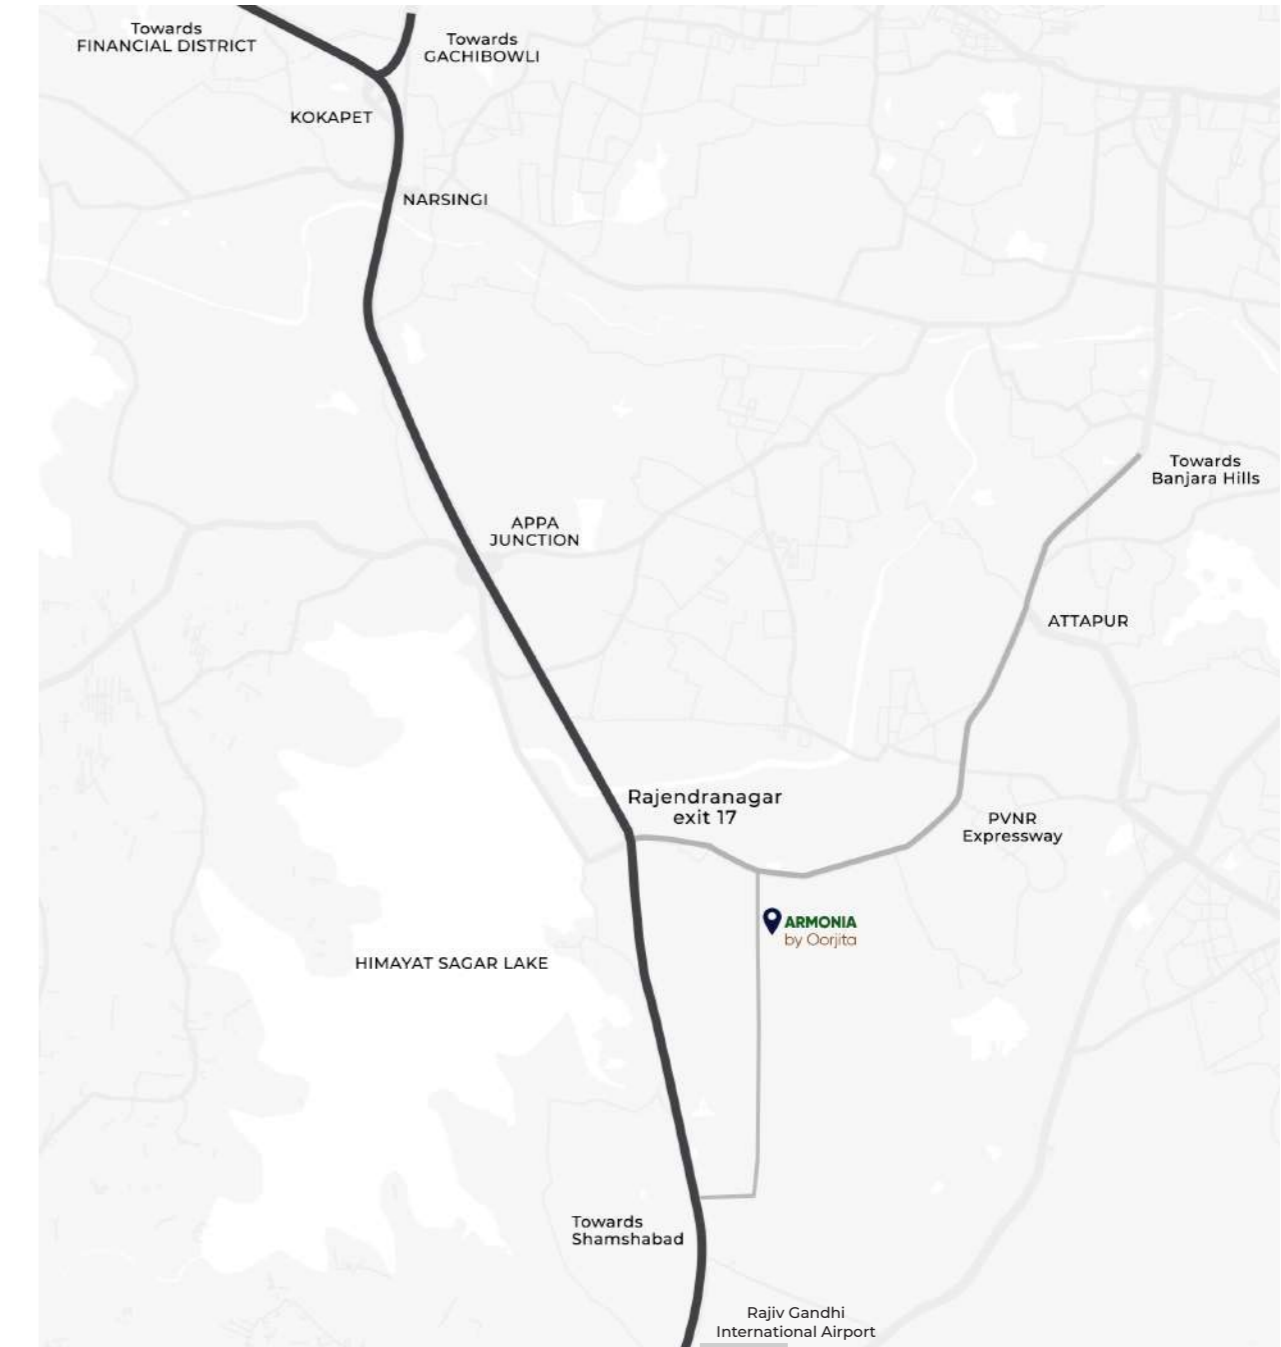 Towards
FINANCIAL DISTRICT
Towards
GACHIBOWLI
KOKAPET
NARSINGI
Towards
Banjara Hills
APPA
JUNCTION
ATTAPUR
Rajendranagar
exit 17
PVNR
Expressway
ARMONIA
by Oorjita
HIMAYAT SAGAR LAKE
Towards
Shamshabad
Rajiv Gandhi
International Airport